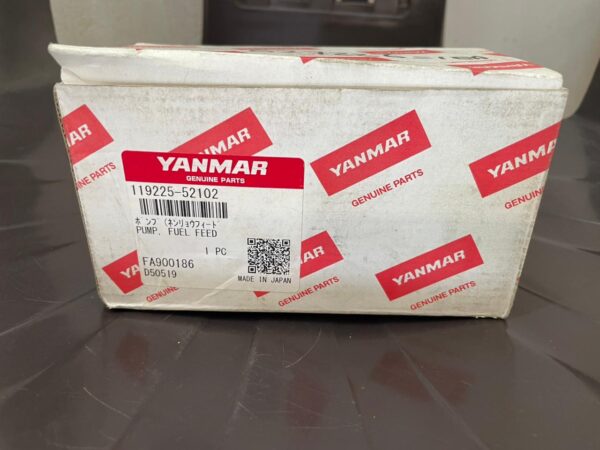 YANMAR
GENUINE PARTS
119225-52102
ポンプ (ネンリョウフィード
PUMP, FUEL FEED
1 PC
FA900186
D50519
MADE IN JAPAN
YANMAR
GENUINE PARTS
YANMAR
GENUINE PARTS
YANMAR
GENUINE PARTS
GENUINE PARTS
GENUINE PARTS
YANMAR